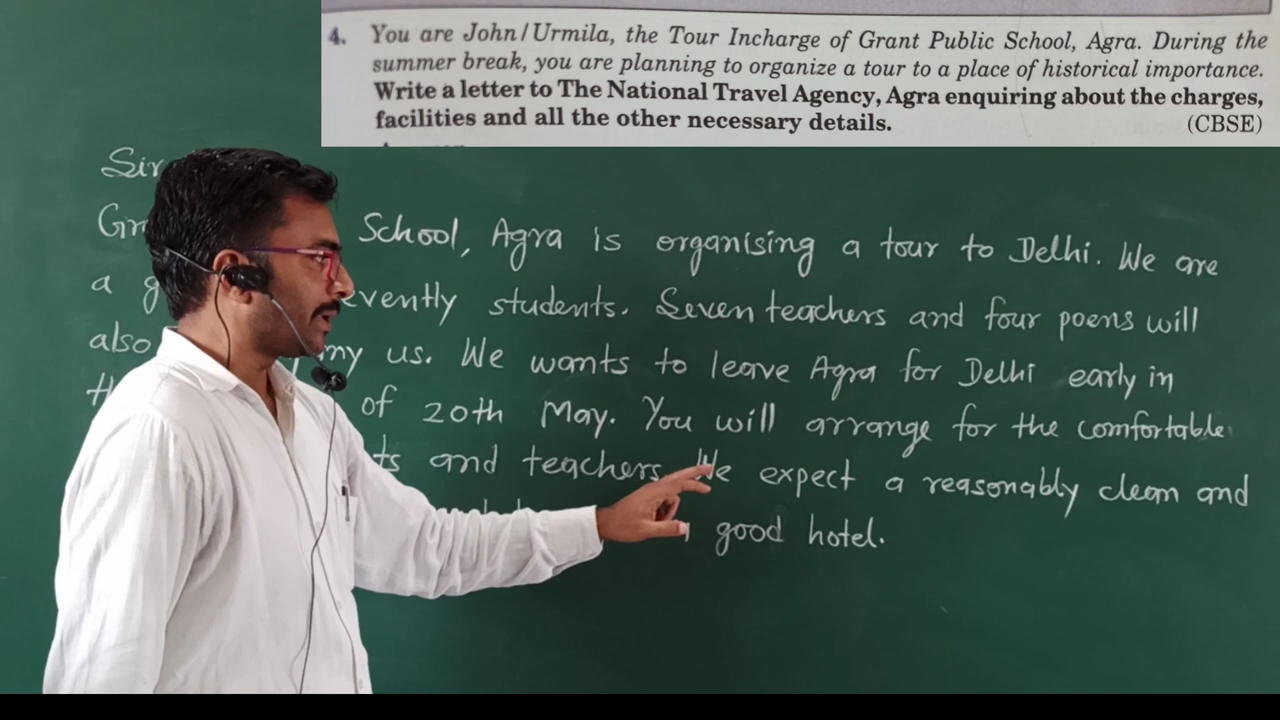 4. You are John/Urmila, the Tour Incharge of Grant Public School, Agra. During the
summer break, you are planning to organize a tour to a place of historical importance.
Write a letter to The National Travel Agency, Agra enquiring about the charges,
facilities and all the other necessary details. (CBSE)
Sir
School, Agra is organising a tour to Delhi. We are
a students. Seven teachers and four poens will
also us. We wants to leave Agra for Delhi early in
of 20th May. You will arrange for the comfortable
and teachers. We expect a reasonably clean and
good hotel.